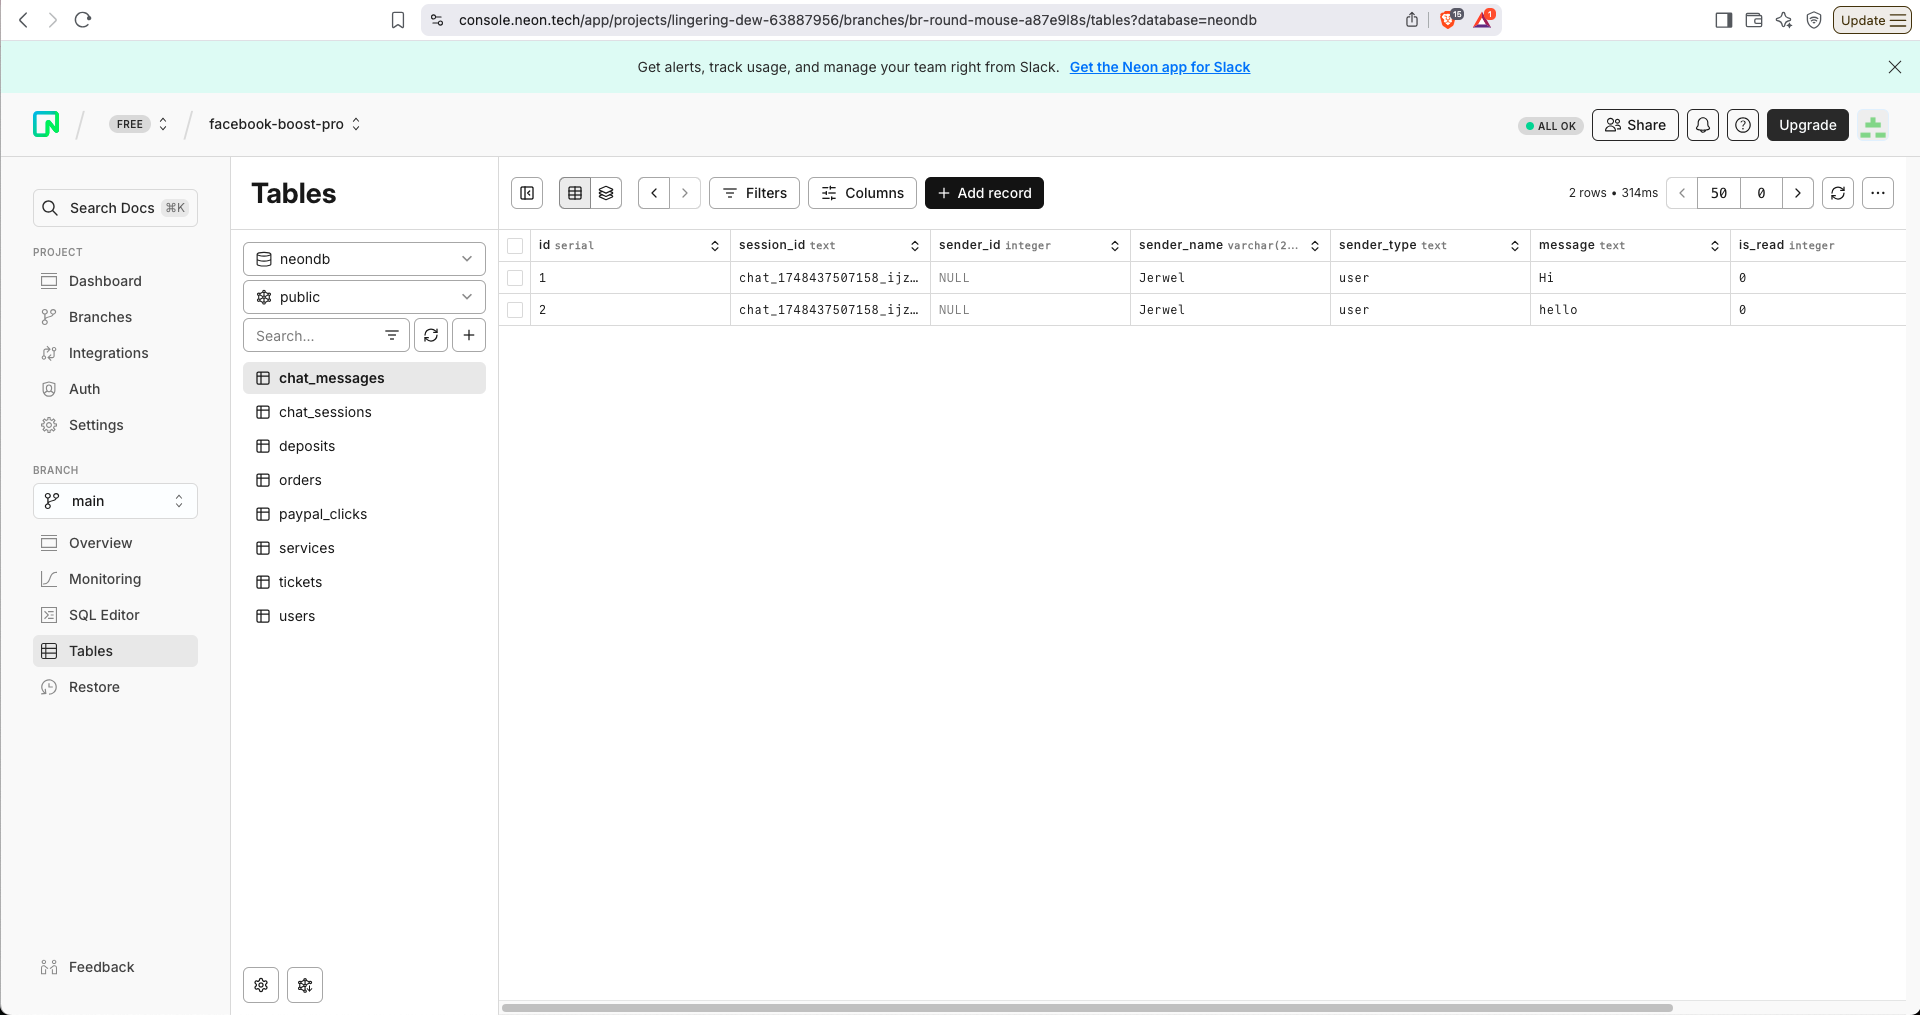 console.neon.tech/app/projects/lingering-dew-63887956/branches/br-round-mouse-a87e9l8s/tables?database=neondb
15
1
Update
Get alerts, track usage, and manage your team right from Slack. Get the Neon app for Slack
FREE
facebook-boost-pro
ALL OK
Share
Upgrade
Search Docs ⌘K
PROJECT
Dashboard
Branches
Integrations
Auth
Settings
BRANCH
main
Overview
Monitoring
SQL Editor
Tables
Restore
Feedback
Tables
neondb
public
Search...
chat_messages
chat_sessions
deposits
orders
paypal_clicks
services
tickets
users
Filters
Columns
+ Add record
2 rows • 314ms
50
0
id serial session_id text sender_id integer sender_name varchar(2... sender_type text message text is_read integer
1 chat_1748437507158_ijz... NULL Jerwel user Hi 0
2 chat_1748437507158_ijz... NULL Jerwel user hello 0